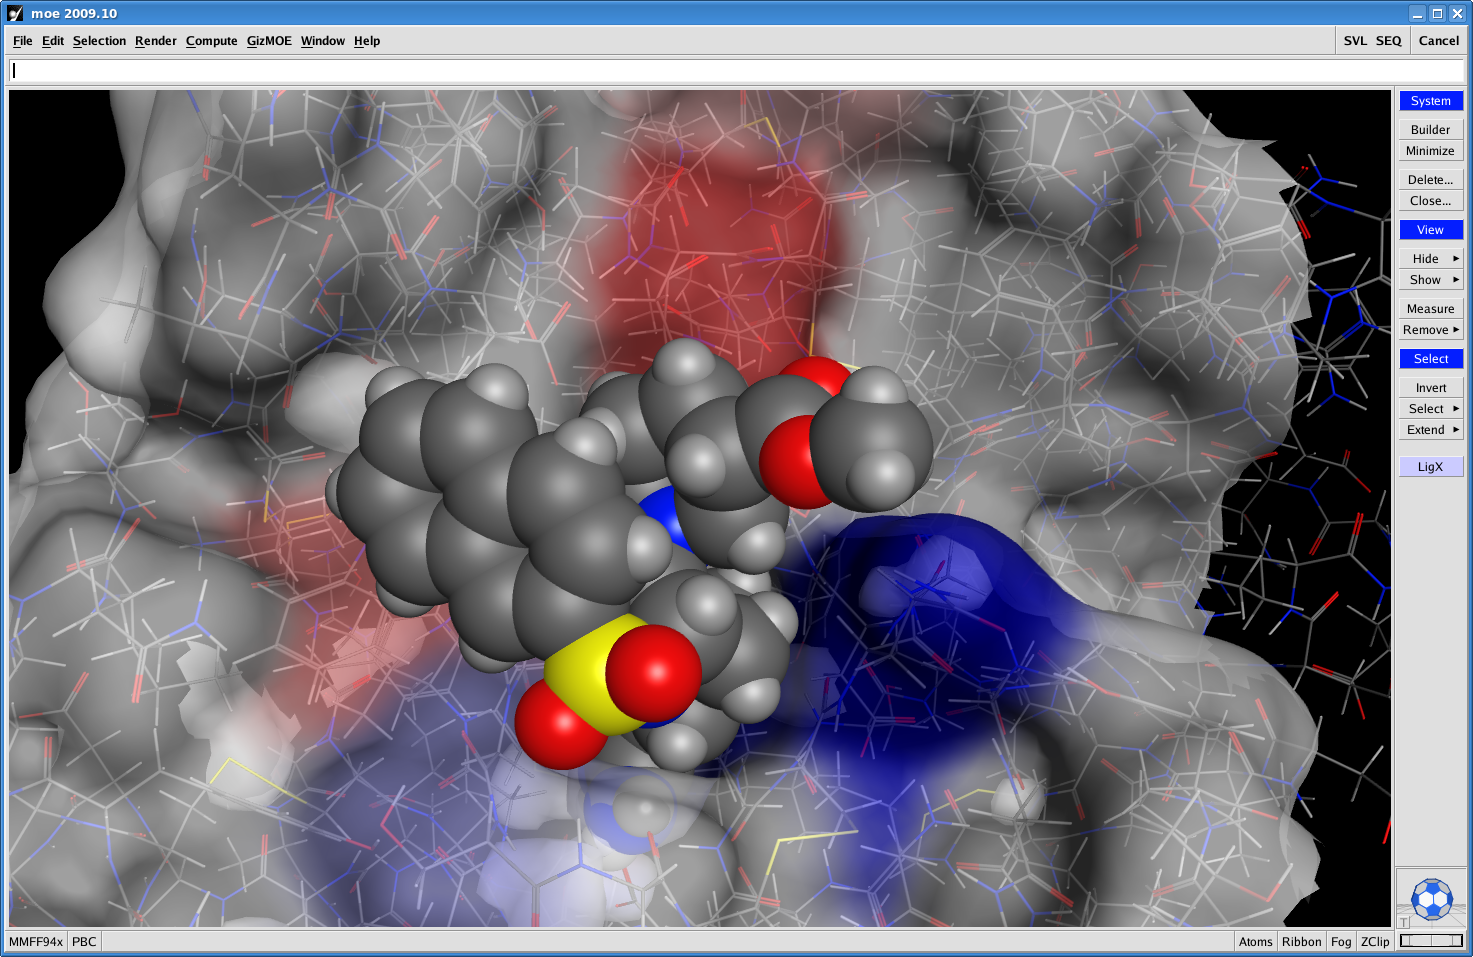 moe 2009.10
File Edit Selection Render Compute GizMOE Window Help SVL SEQ Cancel
System
Builder
Minimize
Delete...
Close...
View
Hide
Show
Measure
Remove
Select
Invert
Select
Extend
LigX
T
MMFF94x PBC Atoms Ribbon Fog ZClip